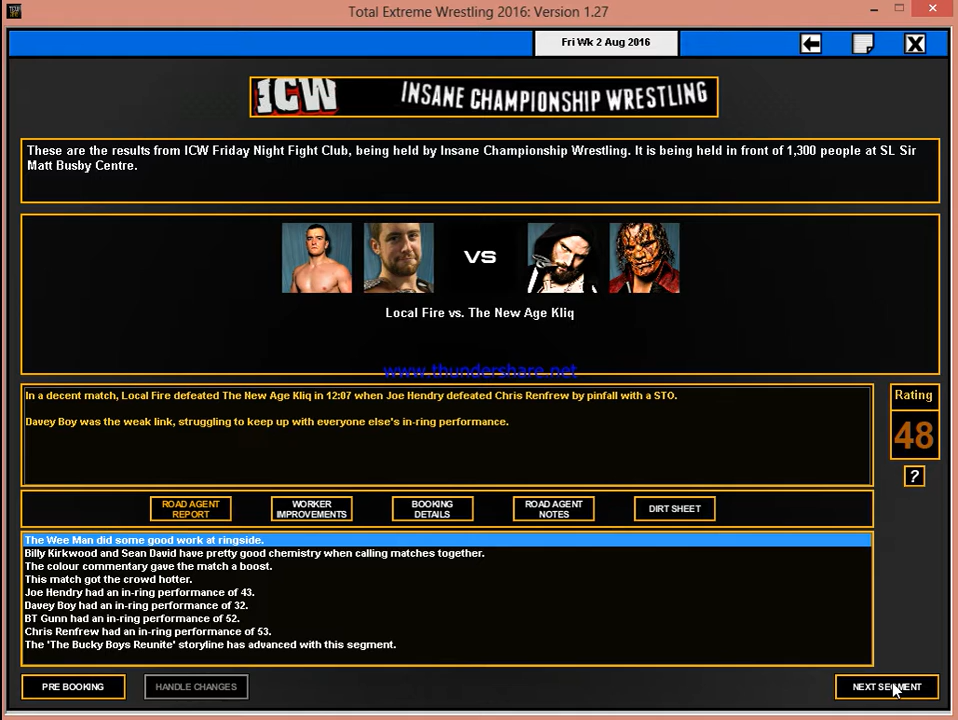 Total Extreme Wrestling 2016: Version 1.27
Fri Wk 2 Aug 2016
ICW INSANE CHAMPIONSHIP WRESTLING
These are the results from ICW Friday Night Fight Club, being held by Insane Championship Wrestling. It is being held in front of 1,300 people at SL Sir
Matt Busby Centre.
VS
Local Fire vs. The New Age Kliq
www.thundershare.net
In a decent match, Local Fire defeated The New Age Kliq in 12:07 when Joe Hendry defeated Chris Renfrew by pinfall with a STO.
Davey Boy was the weak link, struggling to keep up with everyone else's in-ring performance.
Rating
48
?
ROAD AGENT
REPORT
WORKER
IMPROVEMENTS
BOOKING
DETAILS
ROAD AGENT
NOTES
DIRT SHEET
The Wee Man did some good work at ringside.
Billy Kirkwood and Sean David have pretty good chemistry when calling matches together.
The colour commentary gave the match a boost.
This match got the crowd hotter.
Joe Hendry had an in-ring performance of 43.
Davey Boy had an in-ring performance of 32.
BT Gunn had an in-ring performance of 52.
Chris Renfrew had an in-ring performance of 53.
The 'The Bucky Boys Reunite' storyline has advanced with this segment.
PRE BOOKING
HANDLE CHANGES
NEXT SEGMENT